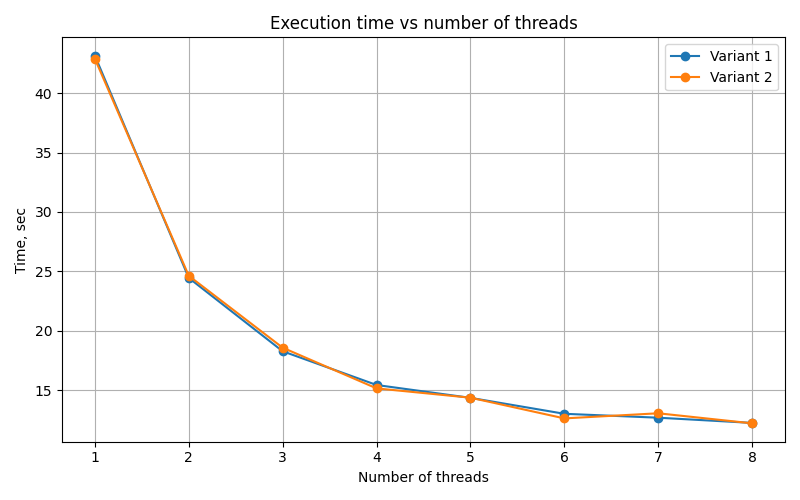 Execution time vs number of threads
Variant 1
Variant 2
Time, sec
40
35
30
25
20
15
1 2 3 4 5 6 7 8
Number of threads